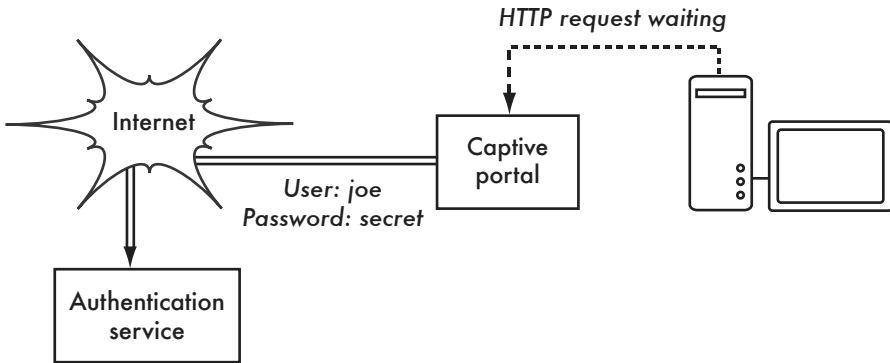 HTTP request waiting
Internet
Captive
portal
User: joe
Password: secret
Authentication
service